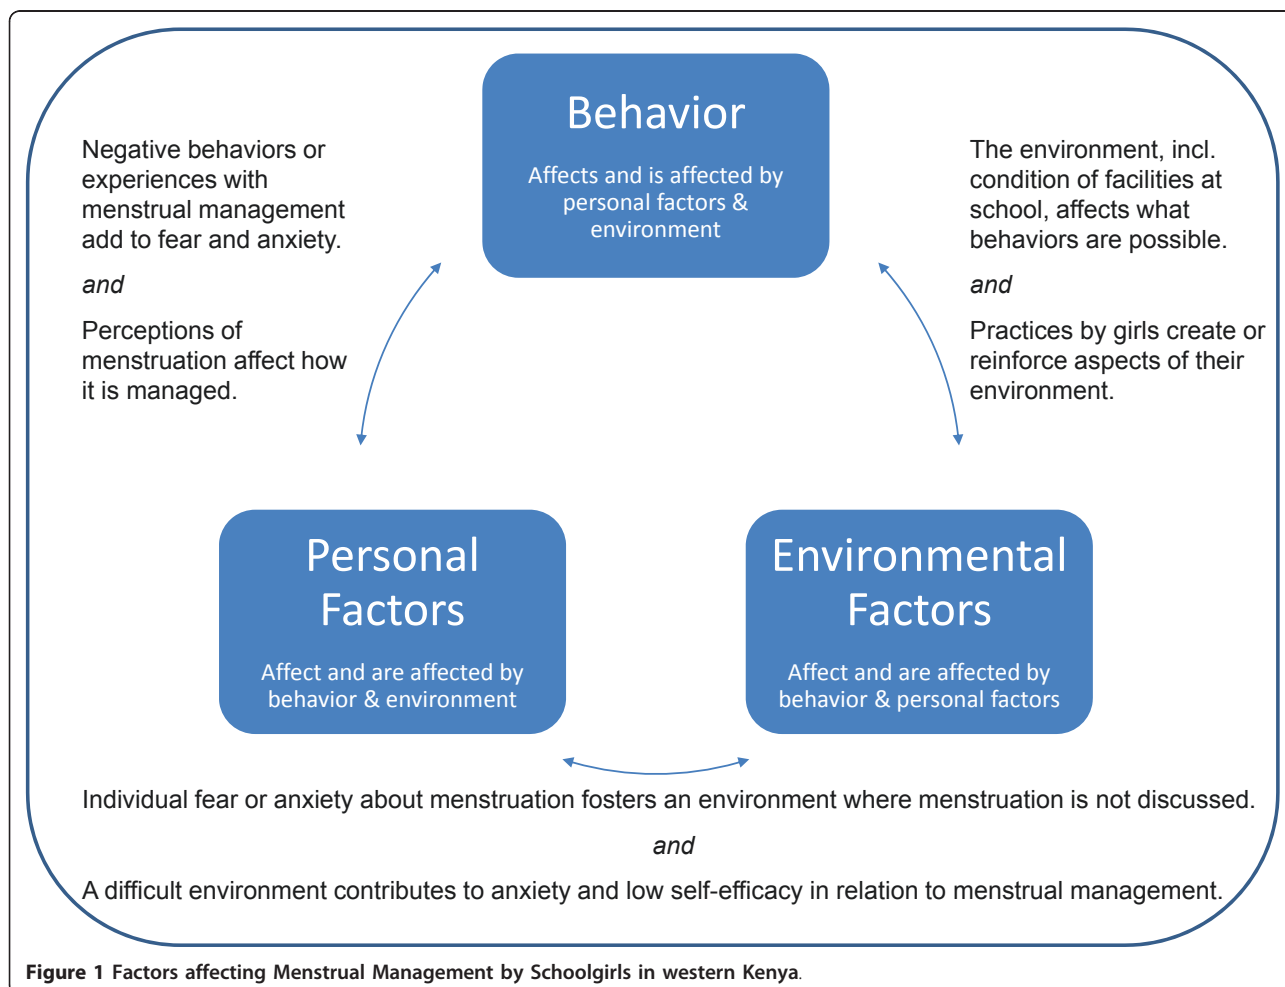 Behavior
Affects and is affected by
personal factors &
environment
Negative behaviors or
experiences with
menstrual management
add to fear and anxiety.
and
Perceptions of
menstruation affect how
it is managed.
The environment, incl.
condition of facilities at
school, affects what
behaviors are possible.
and
Practices by girls create or
reinforce aspects of their
environment.
Personal
Factors
Affect and are affected by
behavior & environment
Environmental
Factors
Affect and are affected by
behavior & personal factors
Individual fear or anxiety about menstruation fosters an environment where menstruation is not discussed.
and
A difficult environment contributes to anxiety and low self-efficacy in relation to menstrual management.
Figure 1 Factors affecting Menstrual Management by Schoolgirls in western Kenya.